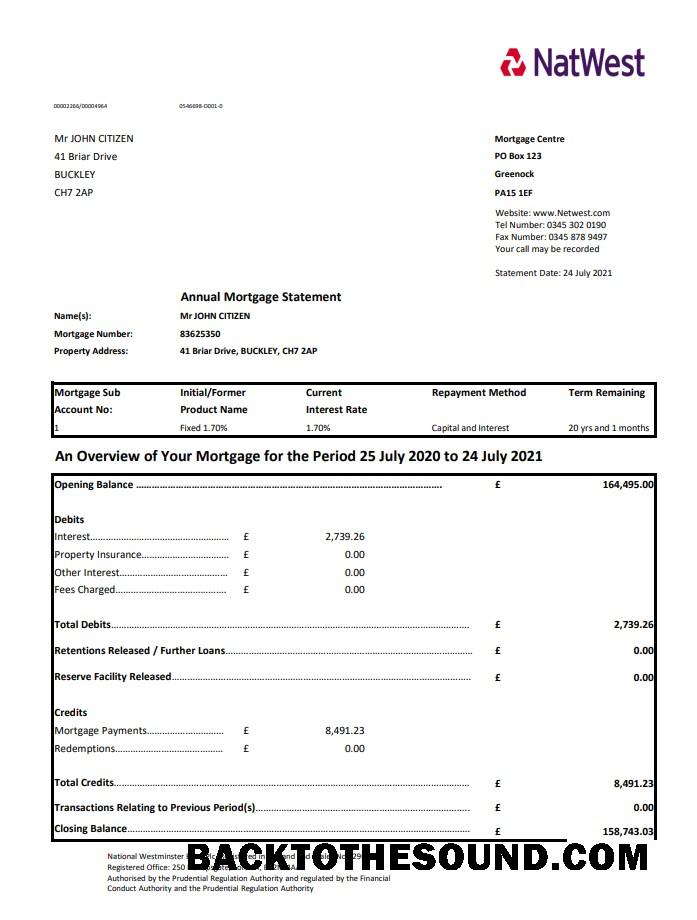 NatWest
00002266/00004964 0546698-D001-0
Mr JOHN CITIZEN
41 Briar Drive
BUCKLEY
CH7 2AP
Mortgage Centre
PO Box 123
Greenock
PA15 1EF
Website: www.Netwest.com
Tel Number: 0345 302 0190
Fax Number: 0345 878 9497
Your call may be recorded
Statement Date: 24 July 2021
Annual Mortgage Statement
Name(s): Mr JOHN CITIZEN
Mortgage Number: 83625350
Property Address: 41 Briar Drive, BUCKLEY, CH7 2AP
Mortgage Sub Initial/Former Current Repayment Method Term Remaining
Account No: Product Name Interest Rate
1 Fixed 1.70% 1.70% Capital and Interest 20 yrs and 1 months
An Overview of Your Mortgage for the Period 25 July 2020 to 24 July 2021
Opening Balance ........ £ 164,495.00
Debits
Interest........ £ 2,739.26
Property Insurance........ £ 0.00
Other Interest........ £ 0.00
Fees Charged........ £ 0.00
Total Debits........ £ 2,739.26
Retentions Released / Further Loans........ £ 0.00
Reserve Facility Released........ £ 0.00
Credits
Mortgage Payments........ £ 8,491.23
Redemptions........ £ 0.00
Total Credits........ £ 8,491.23
Transactions Relating to Previous Period(s)........ £ 0.00
Closing Balance........ £ 158,743.03
National Westminster
BACKTOTHESOUND.COM
Registered Office: 250
Authorised by the Prudential Regulation Authority and regulated by the Financial
Conduct Authority and the Prudential Regulation Authority